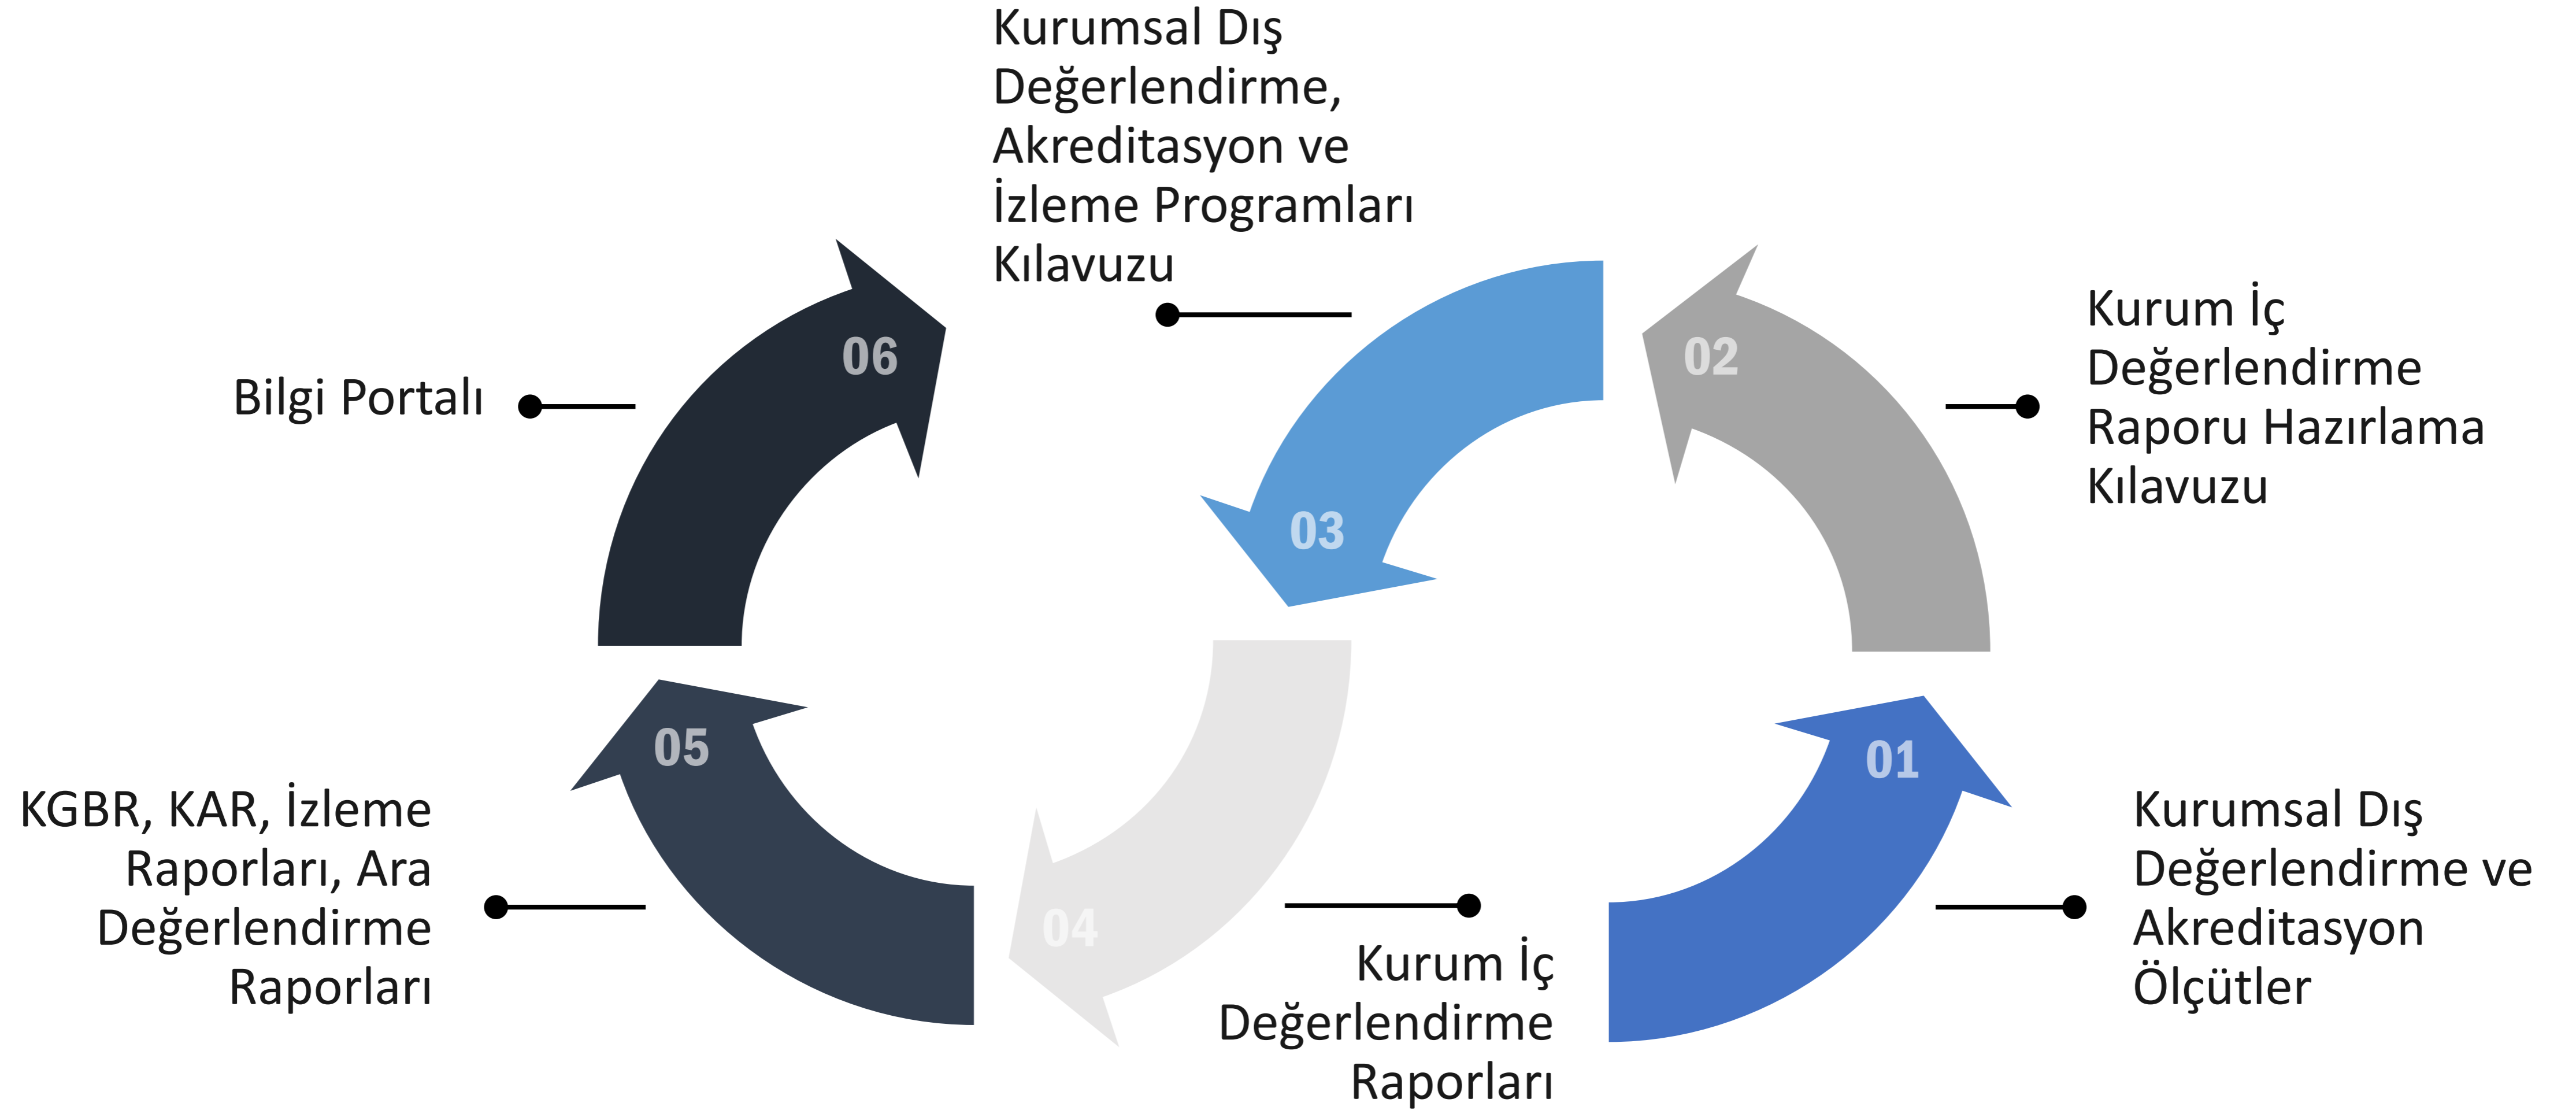 Kurumsal Dış
Değerlendirme,
Akreditasyon ve
İzleme Programları
Kılavuzu
06
Bilgi Portalı
03
02
Kurum İç
Değerlendirme
Raporu Hazırlama
Kılavuzu
05
KGBR, KAR, İzleme
Raporları, Ara
Değerlendirme
Raporları
04
Kurum İç
Değerlendirme
Raporları
01
Kurumsal Dış
Değerlendirme ve
Akreditasyon
Ölçütler